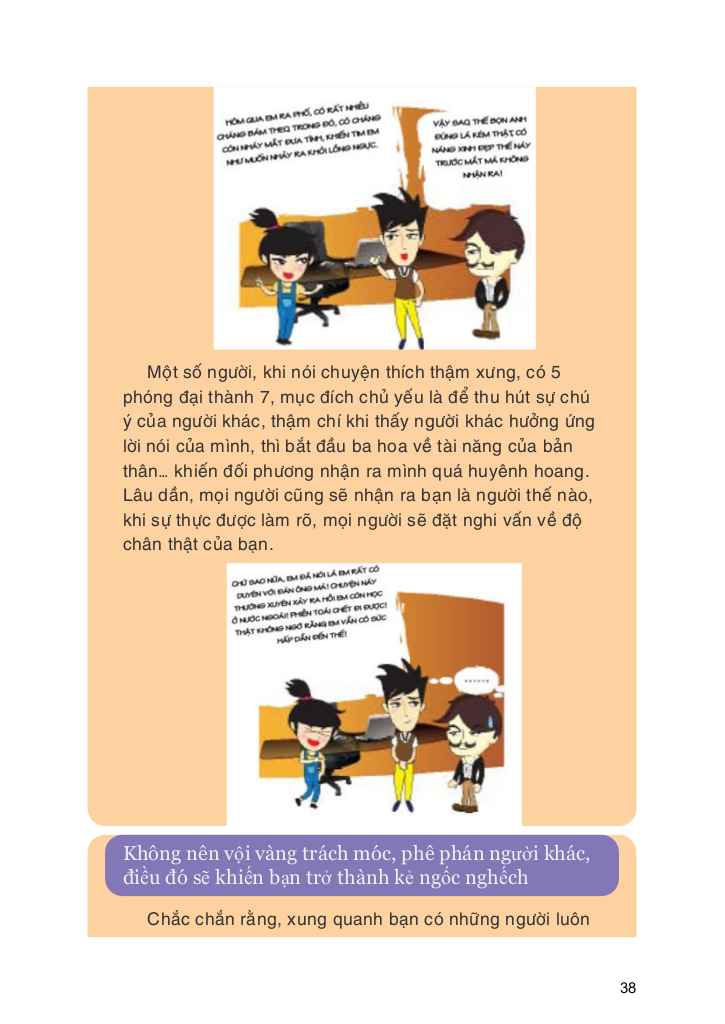 HÔM QUA EM RA PHỐ, CÓ RẤT NHIỀU
CHÀNG BÁM THEO TRONG ĐÓ, CÓ CHÀNG
CÒN NHÁY MẮT ĐƯA TÌNH, KHIẾN TIM EM
NHƯ MUỐN NHẢY RA KHỎI LỒNG NGỰC.
VẬY SAO, THẾ BỌN ANH
ĐÚNG LÀ KÉM THẬT, CÓ
NÀNG XINH ĐẸP THẾ NÀY
TRƯỚC MẮT MÀ KHÔNG
NHẬN RA!
Một số người, khi nói chuyện thích thậm xưng, có 5
phóng đại thành 7, mục đích chủ yếu là để thu hút sự chú
ý của người khác, thậm chí khi thấy người khác hưởng ứng
lời nói của mình, thì bắt đầu ba hoa về tài năng của bản
thân… khiến đối phương nhận ra mình quá huyênh hoang.
Lâu dần, mọi người cũng sẽ nhận ra bạn là người thế nào,
khi sự thực được làm rõ, mọi người sẽ đặt nghi vấn về độ
chân thật của bạn.
CHỨ SAO NỮA, EM ĐÃ NÓI LÀ EM RẤT CÓ
DUYÊN VỚI ĐÀN ÔNG MÀ! CHUYỆN NÀY
THƯỜNG XUYÊN XẢY RA HỒI EM CÒN HỌC
Ở NƯỚC NGOÀI! PHIỀN TOÁI CHẾT ĐI ĐƯỢC!
THẬT KHÔNG NGỜ RẰNG EM VẪN CÓ SỨC
HẤP DẪN ĐẾN THẾ!
......
Không nên vội vàng trách móc, phê phán người khác,
điều đó sẽ khiến bạn trở thành kẻ ngốc nghếch
Chắc chắn rằng, xung quanh bạn có những người luôn
38